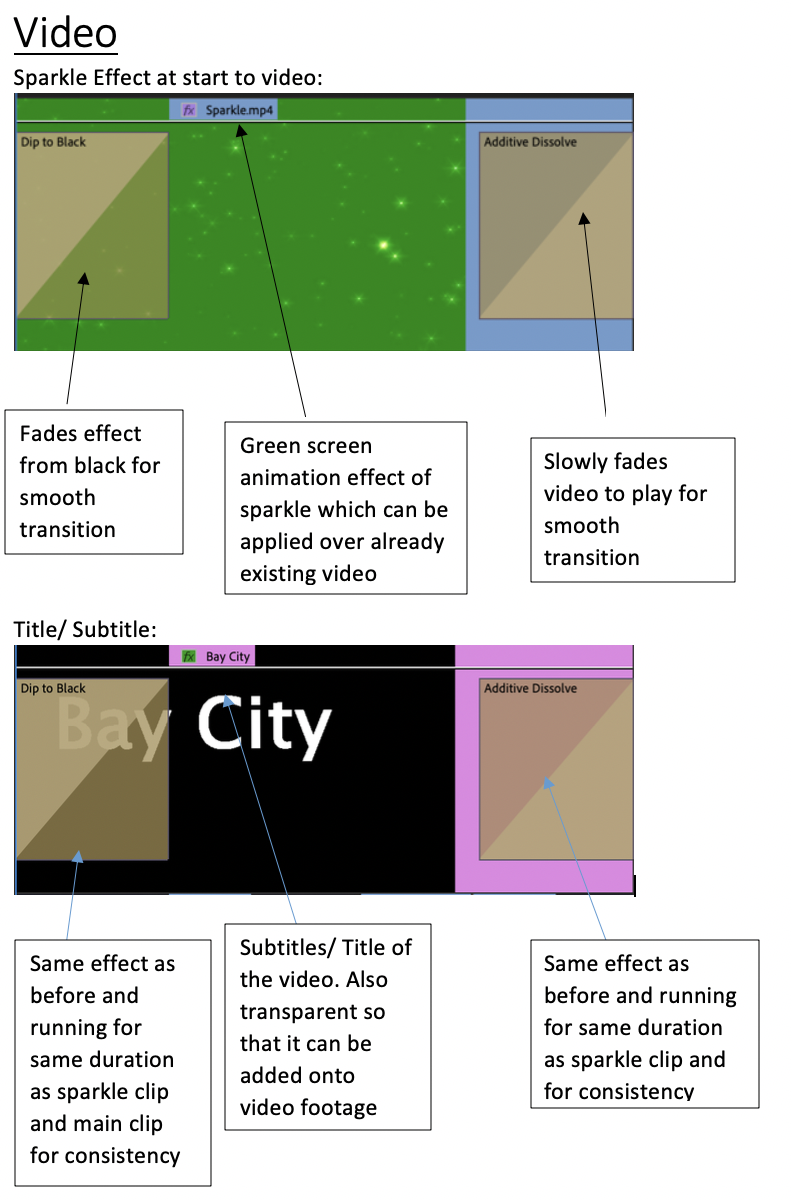 Video
Sparkle Effect at start to video:
fx Sparkle.mp4
Dip to Black
Additive Dissolve
Fades effect
from black for
smooth
transition
Green screen
animation effect of
sparkle which can be
applied over already
existing video
Slowly fades
video to play for
smooth
transition
Title/ Subtitle:
fx Bay City
Dip to Black
Additive Dissolve
Bay City
Same effect as
before and
running for
same duration
as sparkle clip
and main clip
for consistency
Subtitles/ Title of
the video. Also
transparent so
that it can be
added onto
video footage
Same effect as
before and running
for same duration
as sparkle clip and
for consistency